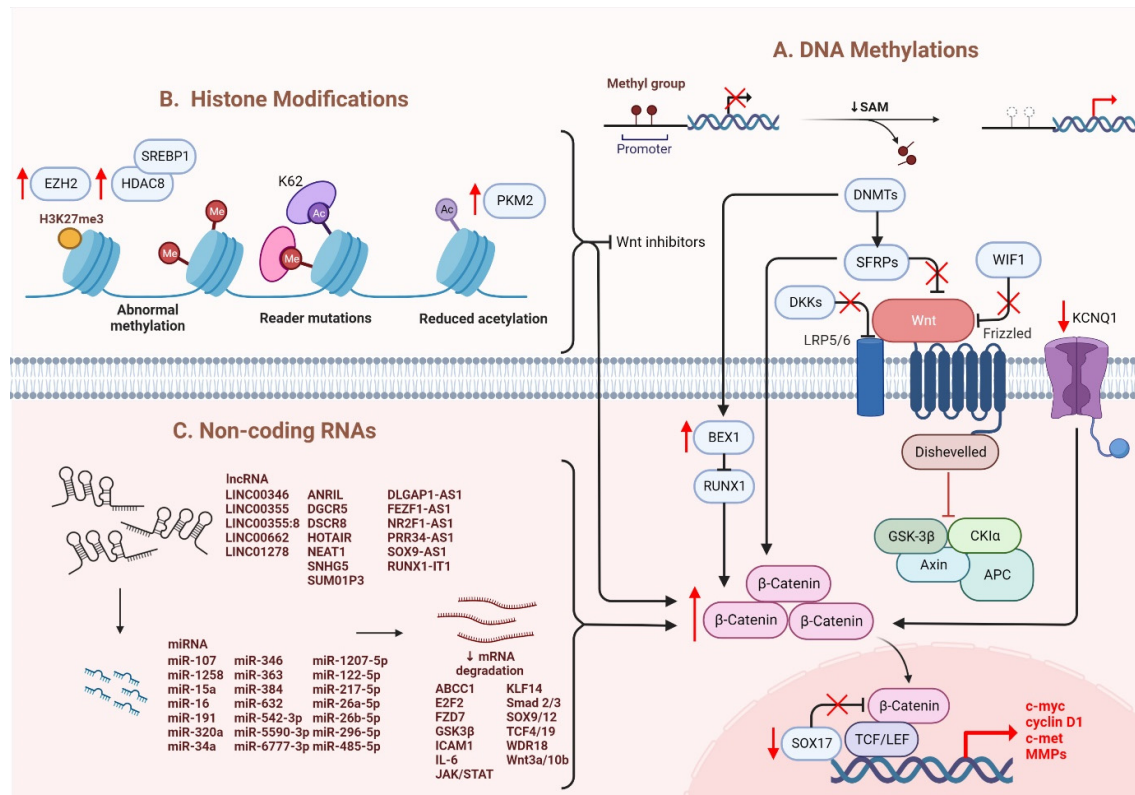 A. DNA Methylations
Methyl group
Promoter
↓SAM
B. Histone Modifications
SREBP1
EZH2
HDAC8
H3K27me3
Me
Me
K62
Ac
Me
Ac
PKM2
Abnormal
methylation
Reader mutations
Reduced acetylation
Wnt inhibitors
DNMTs
SFRPs
WIF1
DKKs
Wnt
LRP5/6
Frizzled
KCNQ1
Dishevelled
BEX1
RUNX1
GSK-3β
CKIα
Axin
APC
β-Catenin
β-Catenin
β-Catenin
C. Non-coding RNAs
lncRNA
LINC00346 ANRIL DLGAP1-AS1
LINC00355 DGCR5 FEZF1-AS1
LINC00355:8 DSCR8 NR2F1-AS1
LINC00662 HOTAIR PRR34-AS1
LINC01278 NEAT1 SOX9-AS1
SNHG5 RUNX1-IT1
SUM01P3
miRNA
miR-107 miR-346 miR-1207-5p
miR-1258 miR-363 miR-122-5p
miR-15a miR-384 miR-217-5p
miR-16 miR-632 miR-26a-5p
miR-191 miR-542-3p miR-26b-5p
miR-320a miR-5590-3p miR-296-5p
miR-34a miR-6777-3p miR-485-5p
↓ mRNA
degradation
ABCC1 KLF14
E2F2 Smad 2/3
FZD7 SOX9/12
GSK3β TCF4/19
ICAM1 WDR18
IL-6 Wnt3a/10b
JAK/STAT
β-Catenin
SOX17
TCF/LEF
c-myc
cyclin D1
c-met
MMPs